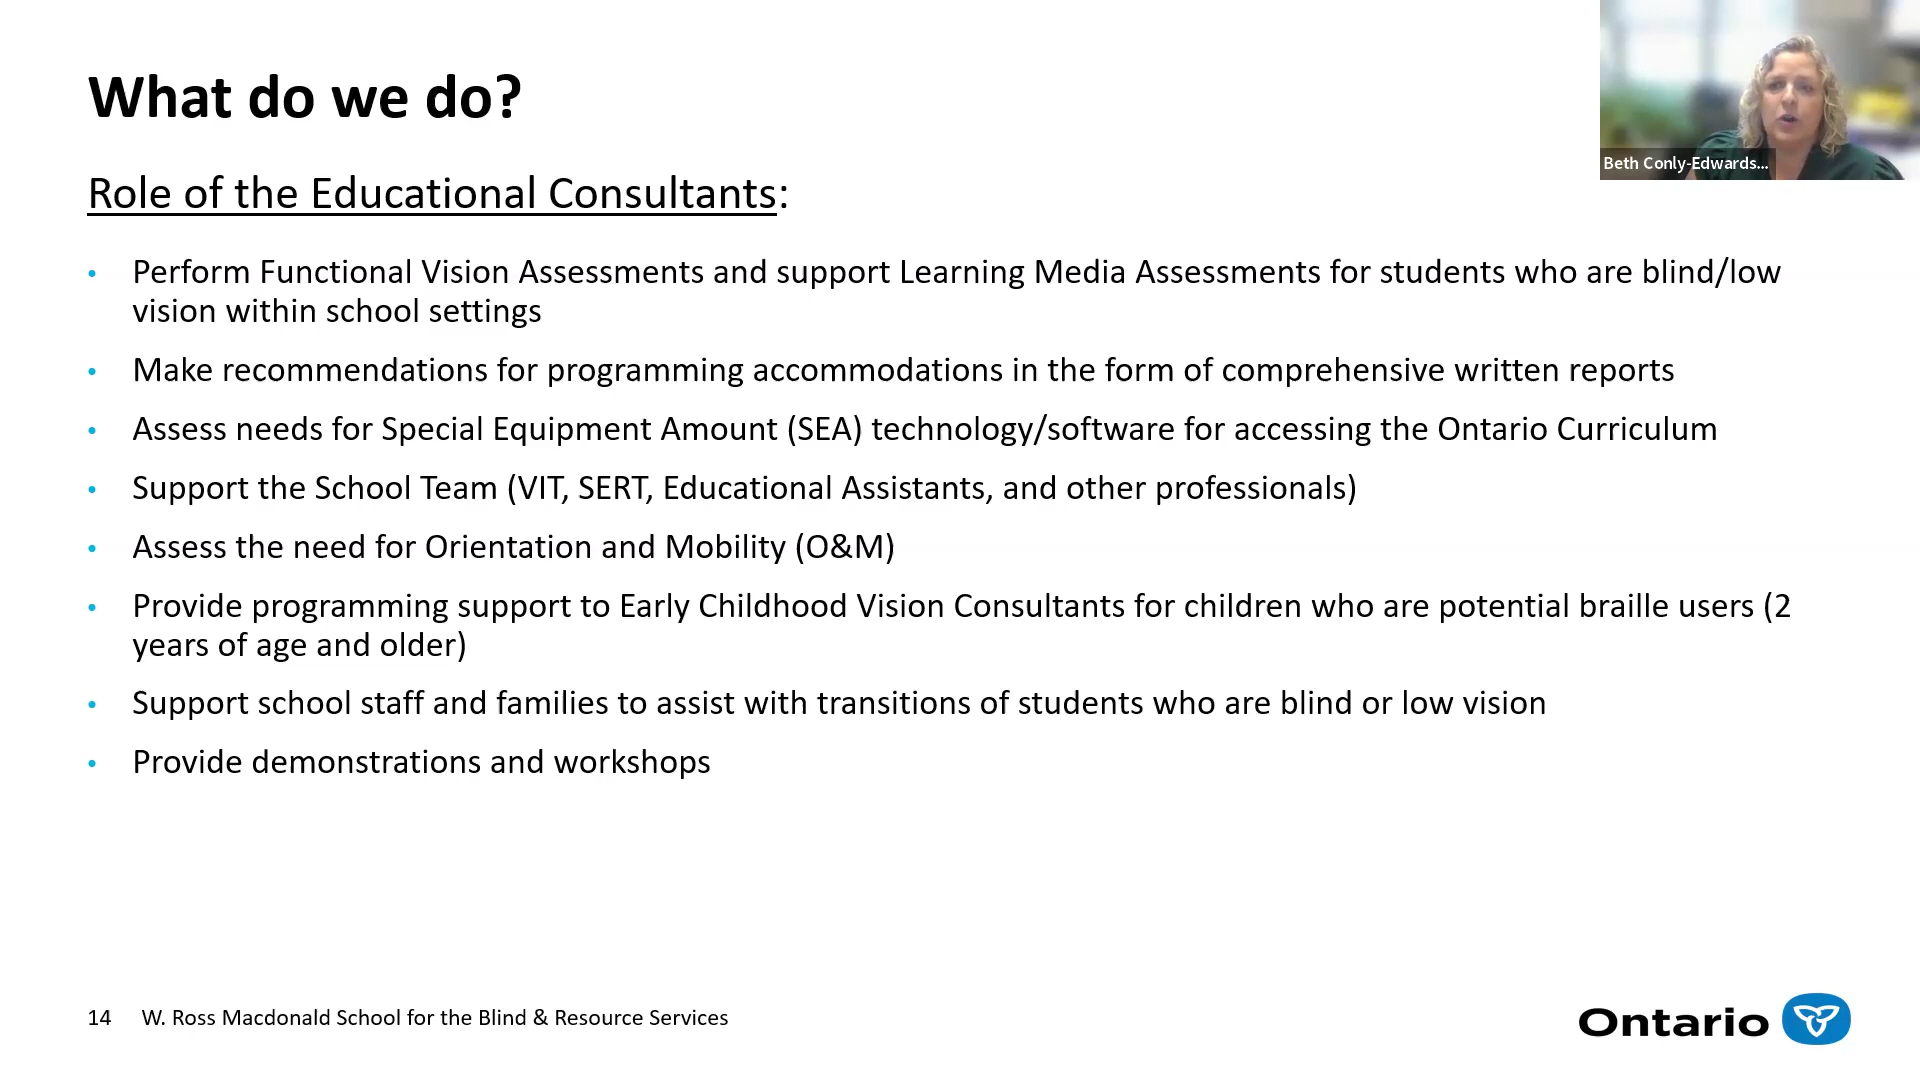 What do we do?
Beth Conly-Edwards...
Role of the Educational Consultants:
• Perform Functional Vision Assessments and support Learning Media Assessments for students who are blind/low
vision within school settings
• Make recommendations for programming accommodations in the form of comprehensive written reports
• Assess needs for Special Equipment Amount (SEA) technology/software for accessing the Ontario Curriculum
• Support the School Team (VIT, SERT, Educational Assistants, and other professionals)
• Assess the need for Orientation and Mobility (O&M)
• Provide programming support to Early Childhood Vision Consultants for children who are potential braille users (2
years of age and older)
• Support school staff and families to assist with transitions of students who are blind or low vision
• Provide demonstrations and workshops
14 W. Ross Macdonald School for the Blind & Resource Services
Ontario